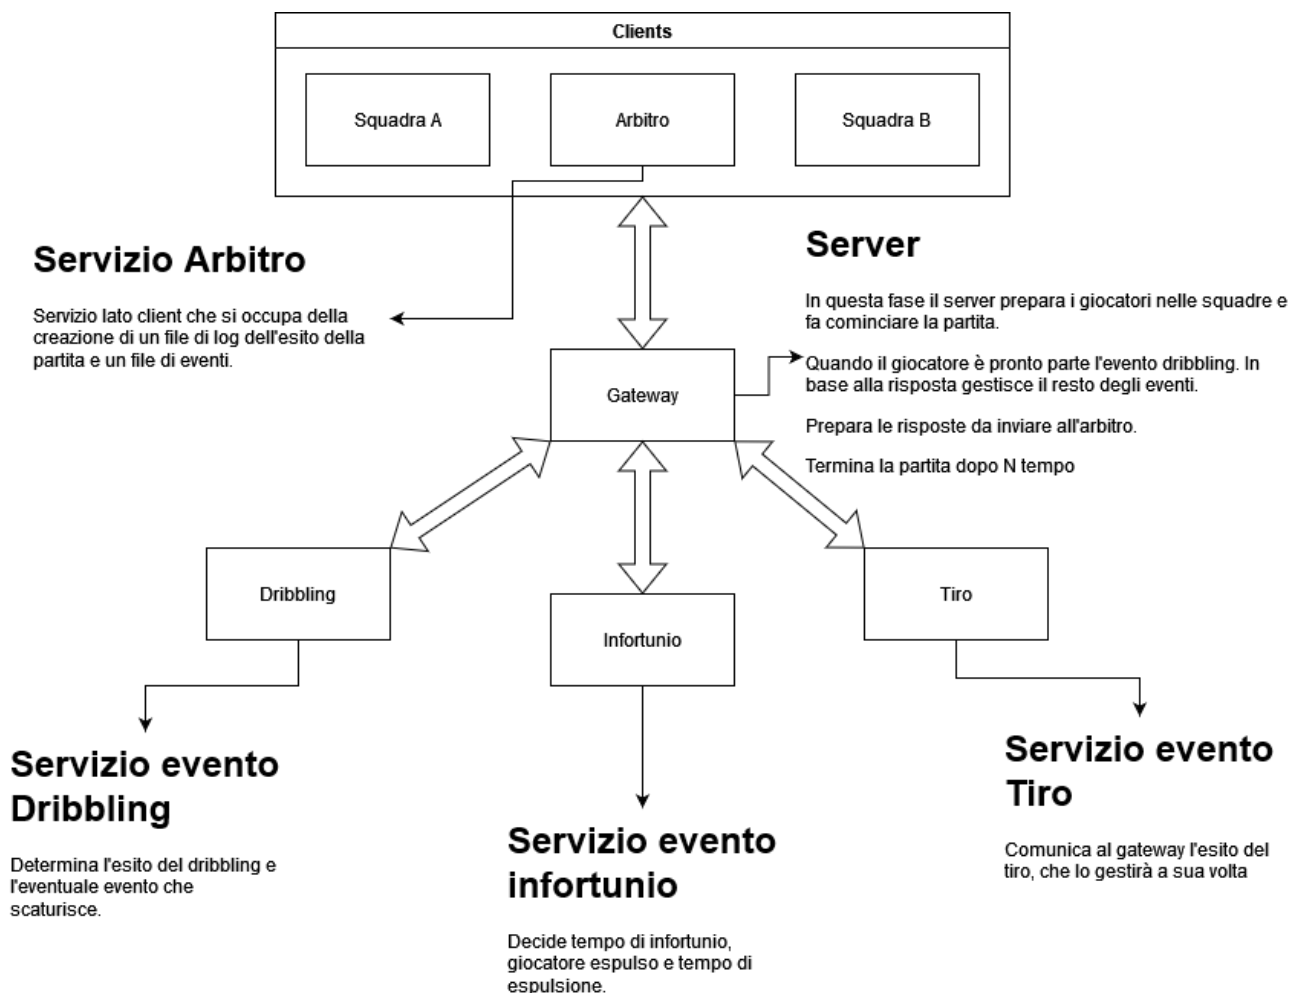 Clients
Squadra A
Arbitro
Squadra B
Servizio Arbitro
Servizio lato client che si occupa della
creazione di un file di log dell'esito della
partita e un file di eventi.
Server
In questa fase il server prepara i giocatori nelle squadre e
fa cominciare la partita.
Quando il giocatore è pronto parte l'evento dribbling. In
base alla risposta gestisce il resto degli eventi.
Prepara le risposte da inviare all'arbitro.
Termina la partita dopo N tempo
Gateway
Dribbling
Infortunio
Tiro
Servizio evento
Dribbling
Determina l'esito del dribbling e
l'eventuale evento che
scaturisce.
Servizio evento
infortunio
Decide tempo di infortunio,
giocatore espulso e tempo di
espulsione.
Servizio evento
Tiro
Comunica al gateway l'esito del
tiro, che lo gestirà a sua volta